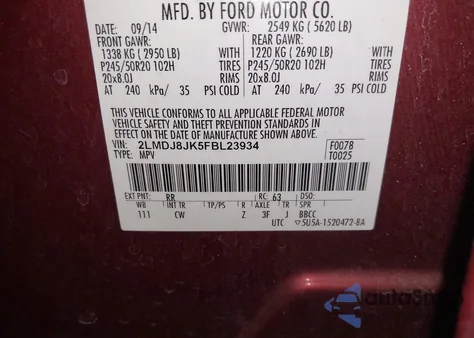 MFD. BY FORD MOTOR CO.
DATE: 09/14 GVWR: 2549 KG ( 5620 LB)
FRONT GAWR: REAR GAWR:
1338 KG ( 2950 LB) WITH 1220 KG ( 2690 LB) WITH
P245/50R20 102H TIRES P245/50R20 102H TIRES
20x8.0J RIMS 20x8.0J RIMS
AT 240 kPa/ 35 PSI COLD AT 240 kPa/ 35 PSI COLD
THIS VEHICLE CONFORMS TO ALL APPLICABLE FEDERAL MOTOR
VEHICLE SAFETY AND THEFT PREVENTION STANDARDS IN
EFFECT ON THE DATE OF MANUFACTURE SHOWN ABOVE.
VIN: 2LMDJ8JK5FBL23934 F0078
TYPE: MPV T0025
EXT PNT: RR RC: 63 DSO:
WB INT TR TP/PS R AXLE TR SPR
111 CW Z 3F J BBCC
UTC ▽5U5A-1520472-BA